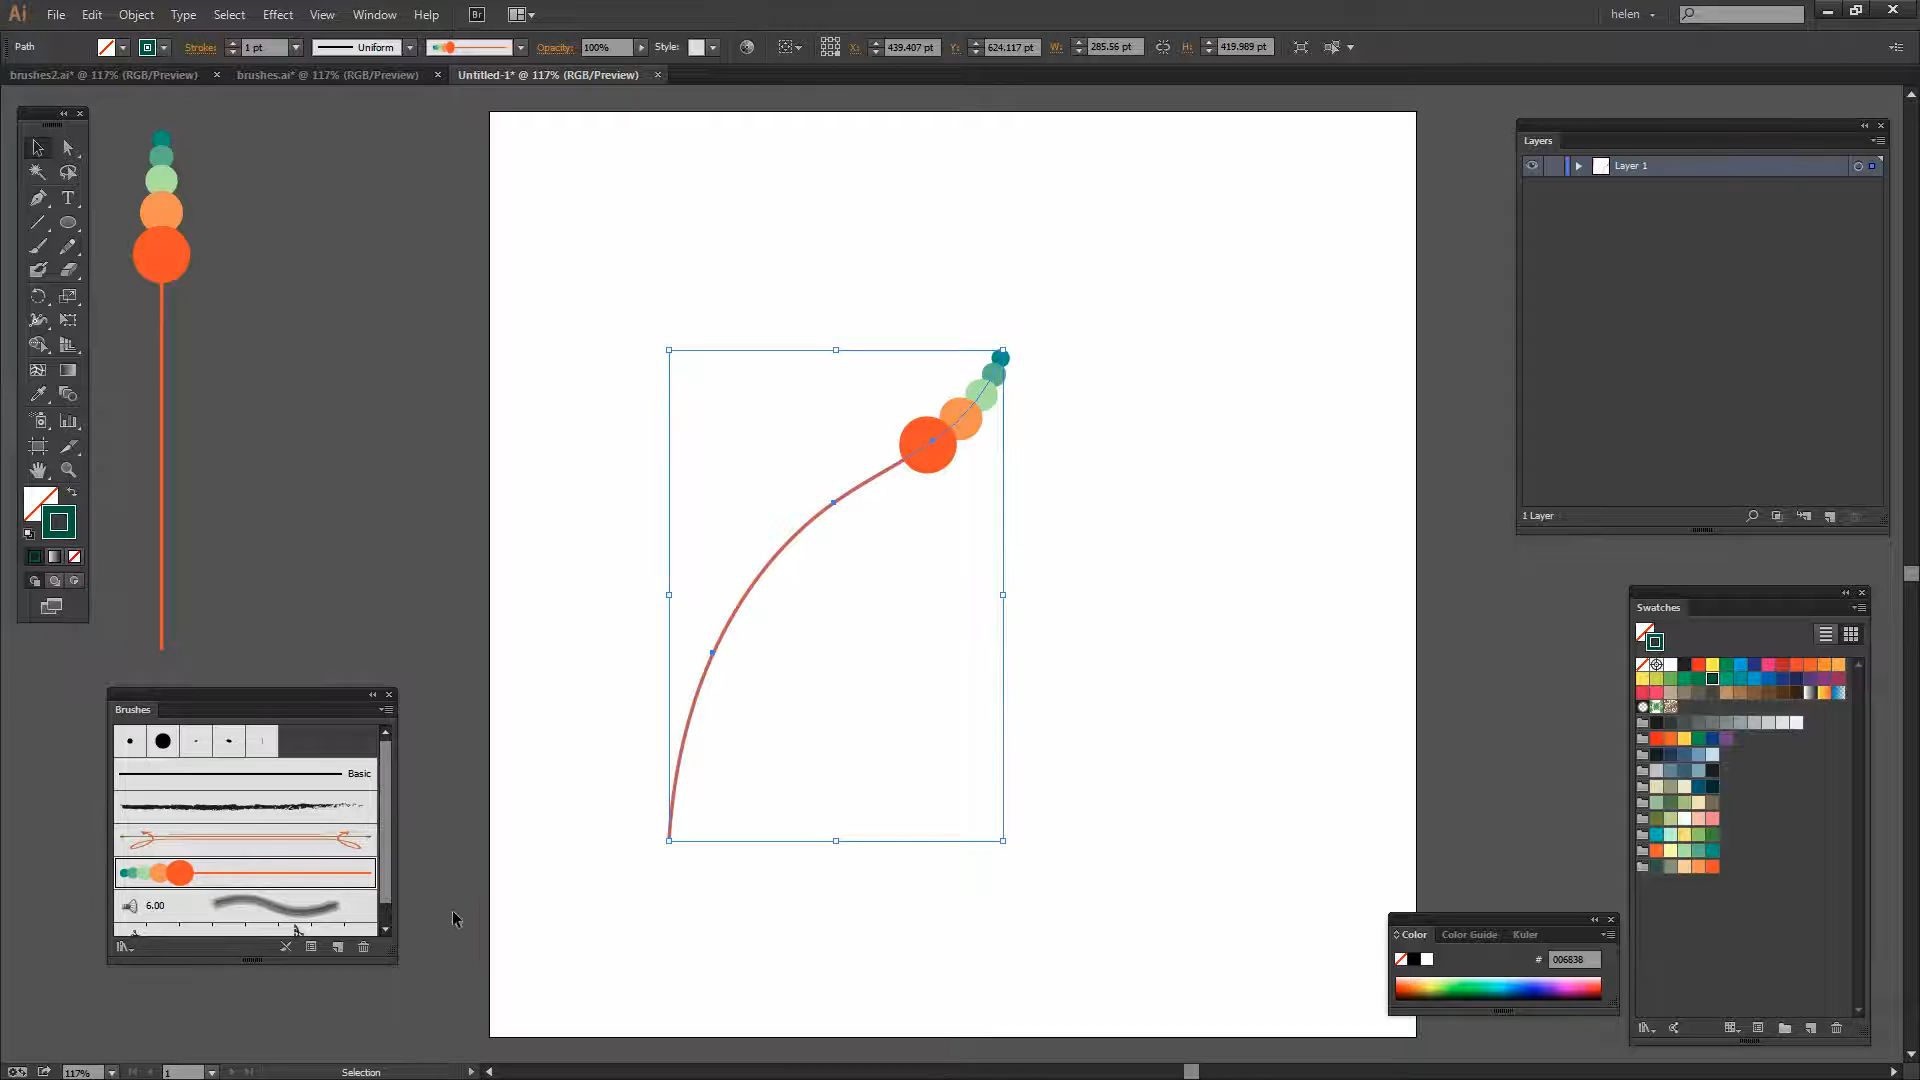 Ai File Edit Object Type Select Effect View Window Help Br helen
Path Stroke: 1 pt Uniform Opacity: 100% Style: X: 439.407 pt Y: 624.117 pt W: 285.56 pt H: 419.989 pt
brushes2.ai* @ 117% (RGB/Preview) × brushes.ai* @ 117% (RGB/Preview) × Untitled-1* @ 117% (RGB/Preview) ×
Layers
Layer 1
1 Layer
Swatches
Brushes
Basic
6.00
Color Color Guide Kuler
# 006838
117% 1 Selection